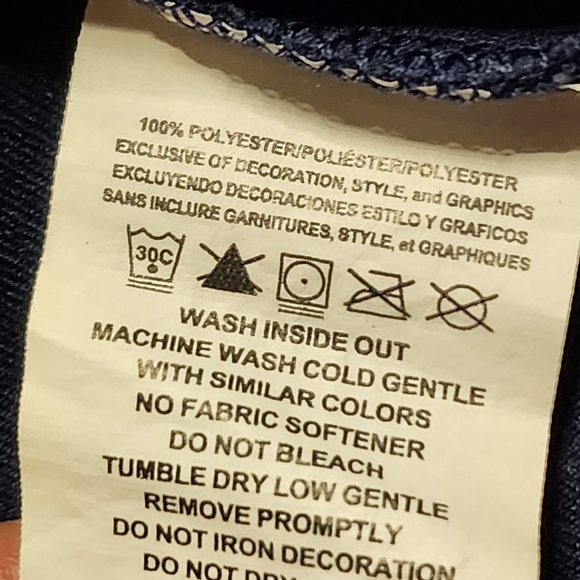 100% POLYESTER/POLIÉSTER/POLYESTER
EXCLUSIVE OF DECORATION, STYLE, and GRAPHICS
EXCLUYENDO DECORACIONES ESTILO Y GRAFICOS
SANS INCLURE GARNITURES, STYLE, et GRAPHIQUES
30C
WASH INSIDE OUT
MACHINE WASH COLD GENTLE
WITH SIMILAR COLORS
NO FABRIC SOFTENER
DO NOT BLEACH
TUMBLE DRY LOW GENTLE
REMOVE PROMPTLY
DO NOT IRON DECORATION
DO NOT